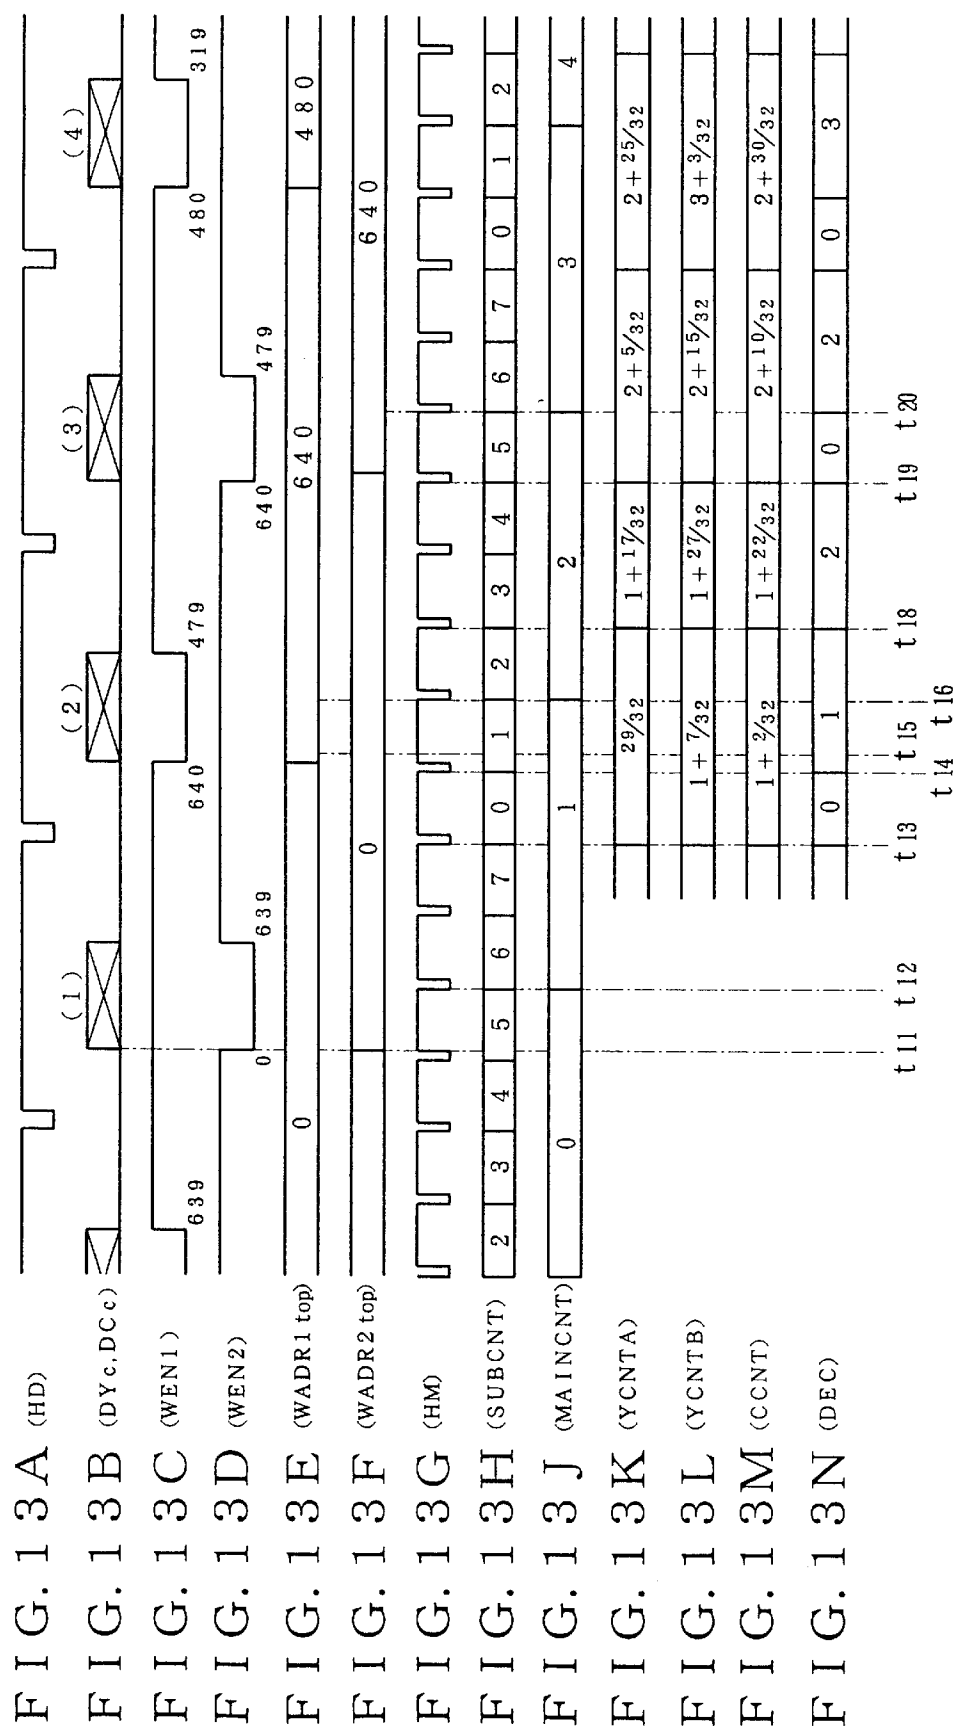 FIG.13A (HD)
FIG.13B (DYc,DCc) (1) (2) (3) (4)
FIG.13C (WEN1) 639 640 479 480 319
FIG.13D (WEN2) 0 639 640 479
FIG.13E (WADR1top) 0 640 480
FIG.13F (WADR2top) 0 640
FIG.13G (HM)
FIG.13H (SUBCNT) 2 3 4 5 6 7 0 1 2 3 4 5 6 7 0 1 2
FIG.13J (MAINCNT) 0 1 2 3 4
FIG.13K (YCNTA) 29/32 1+17/32 2+5/32 2+25/32
FIG.13L (YCNTB) 1+7/32 1+27/32 2+15/32 3+3/32
FIG.13M (CCNT) 1+2/32 1+22/32 2+10/32 2+30/32
FIG.13N (DEC) 0 1 2 0 2 0 3
t11 t12 t13 t15 t18 t19 t20
t14 t16